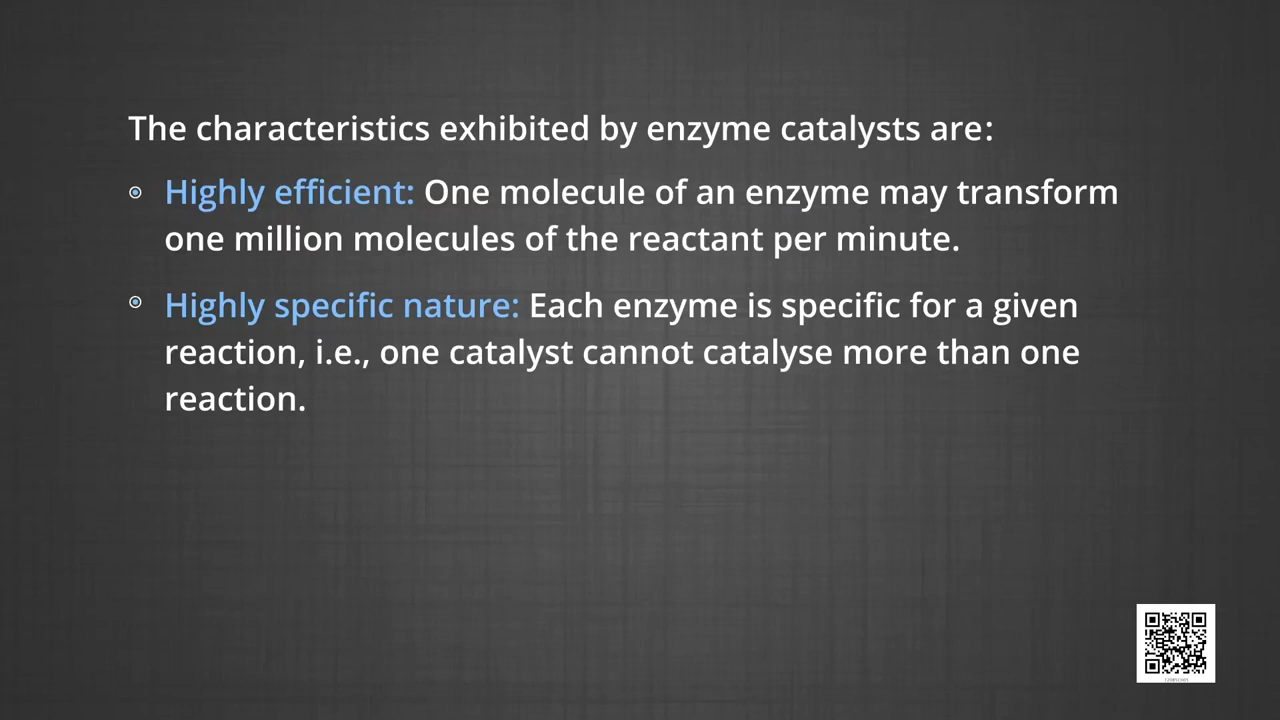 The characteristics exhibited by enzyme catalysts are:
Highly efficient: One molecule of an enzyme may transform
one million molecules of the reactant per minute.
Highly specific nature: Each enzyme is specific for a given
reaction, i.e., one catalyst cannot catalyse more than one
reaction.